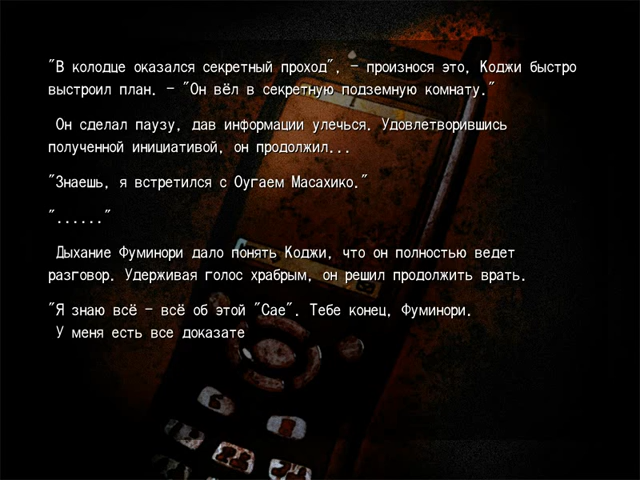 "В колодце оказался секретный проход", – произнося это, Коджи быстро
выстроил план. – "Он вёл в секретную подземную комнату."
Он сделал паузу, дав информации улечься. Удовлетворившись
полученной инициативой, он продолжил...
"Знаешь, я встретился с Оугаем Масахико."
"......"
Дыхание Фуминори дало понять Коджи, что он полностью ведет
разговор. Удерживая голос храбрым, он решил продолжить врать.
"Я знаю всё – всё об этой "Сае". Тебе конец, Фуминори.
У меня есть все доказате